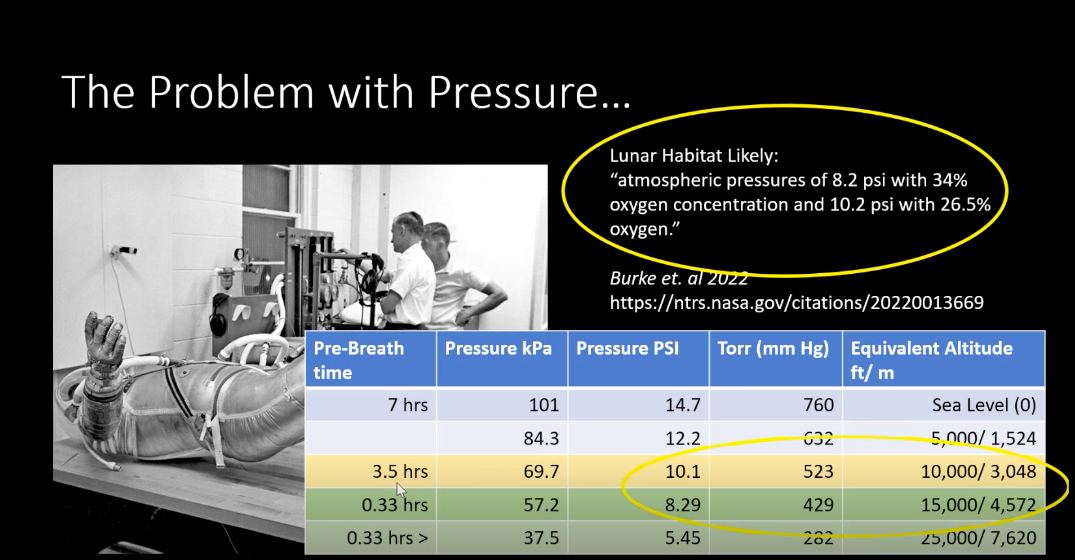 The Problem with Pressure...
Lunar Habitat Likely:
“atmospheric pressures of 8.2 psi with 34%
oxygen concentration and 10.2 psi with 26.5%
oxygen.”
Burke et. al 2022
https://ntrs.nasa.gov/citations/20220013669
Pre-Breath time Pressure kPa Pressure PSI Torr (mm Hg) Equivalent Altitude ft/ m
7 hrs 101 14.7 760 Sea Level (0)
84.3 12.2 632 5,000/ 1,524
3.5 hrs 69.7 10.1 523 10,000/ 3,048
0.33 hrs 57.2 8.29 429 15,000/ 4,572
0.33 hrs > 37.5 5.45 282 25,000/ 7,620